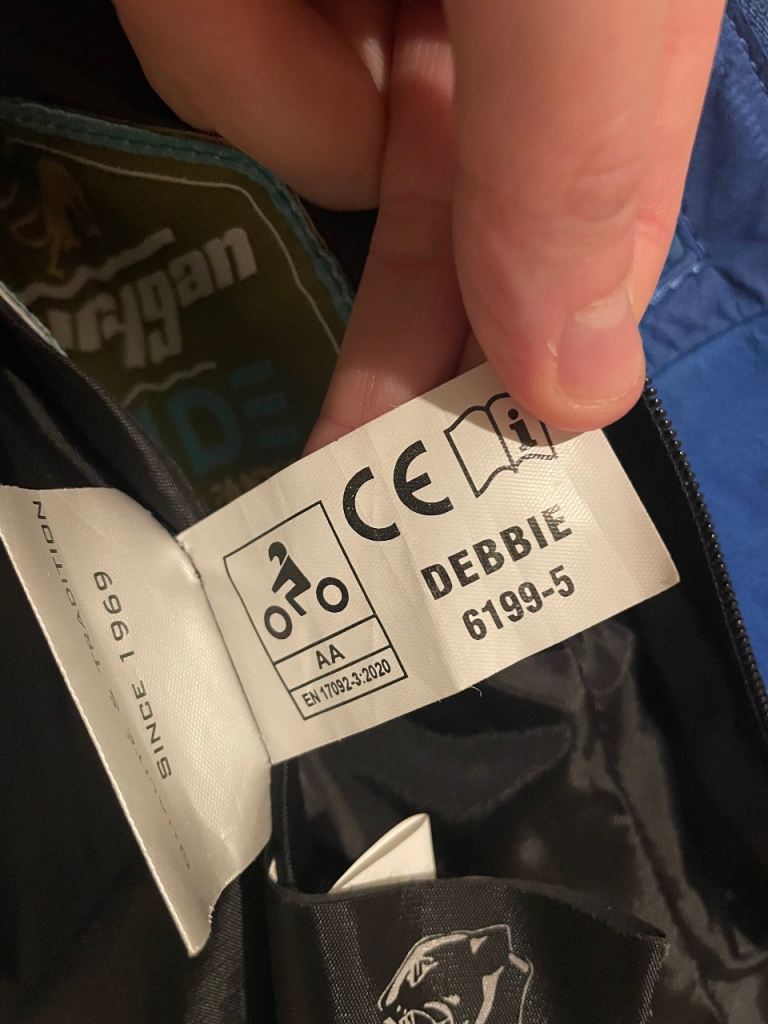 CE
i
DEBBIE
6199-5
AA
EN 17092-3:2020
SINCE 1969
& TRADITION